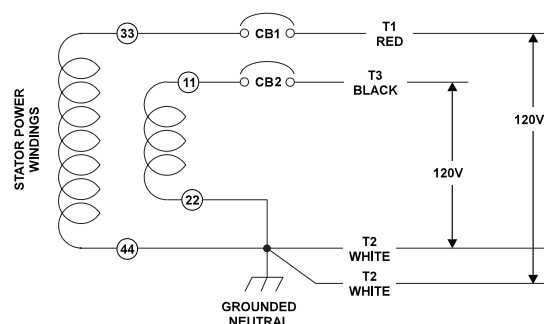 33
CB1
T1
RED
11
CB2
T3
BLACK
STATOR POWER
WINDINGS
120V
120V
22
44
T2
WHITE
T2
WHITE
GROUNDED
NEUTRAL